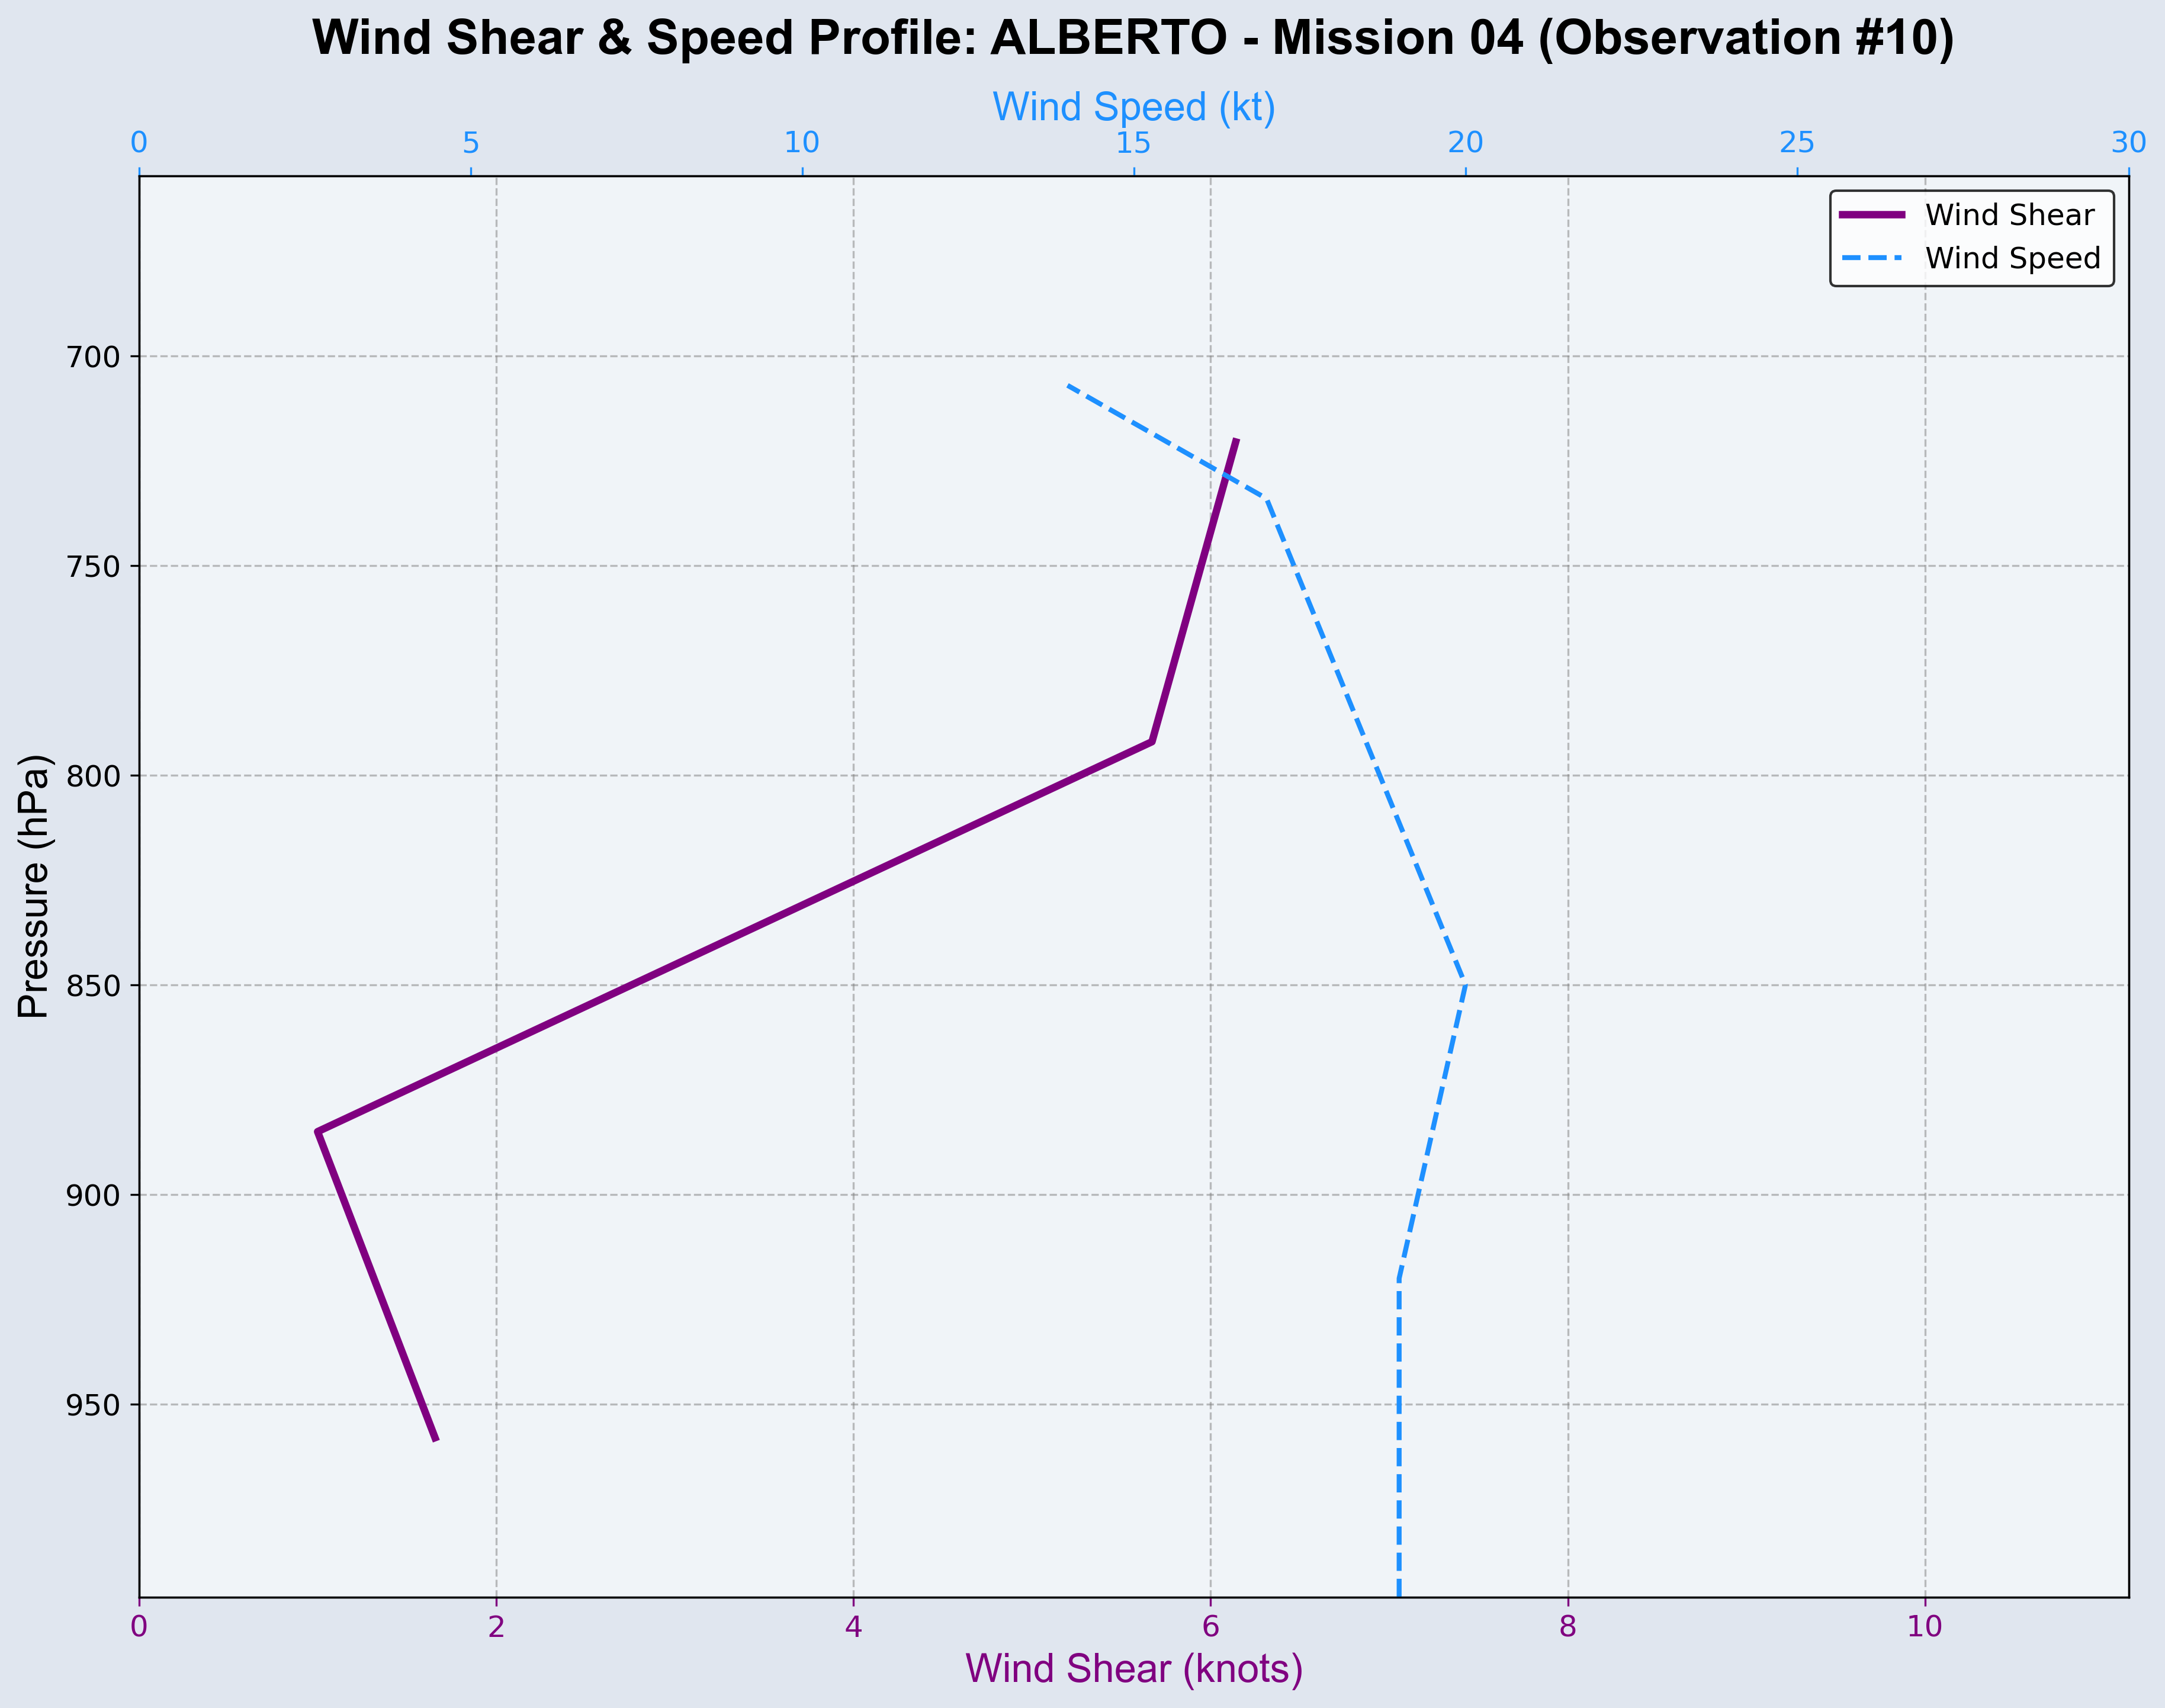 Wind Shear & Speed Profile: ALBERTO - Mission 04 (Observation #10)
Wind Speed (kt)
0 5 10 15 20 25 30
Wind Shear
Wind Speed
Pressure (hPa)
700
750
800
850
900
950
0 2 4 6 8 10
Wind Shear (knots)